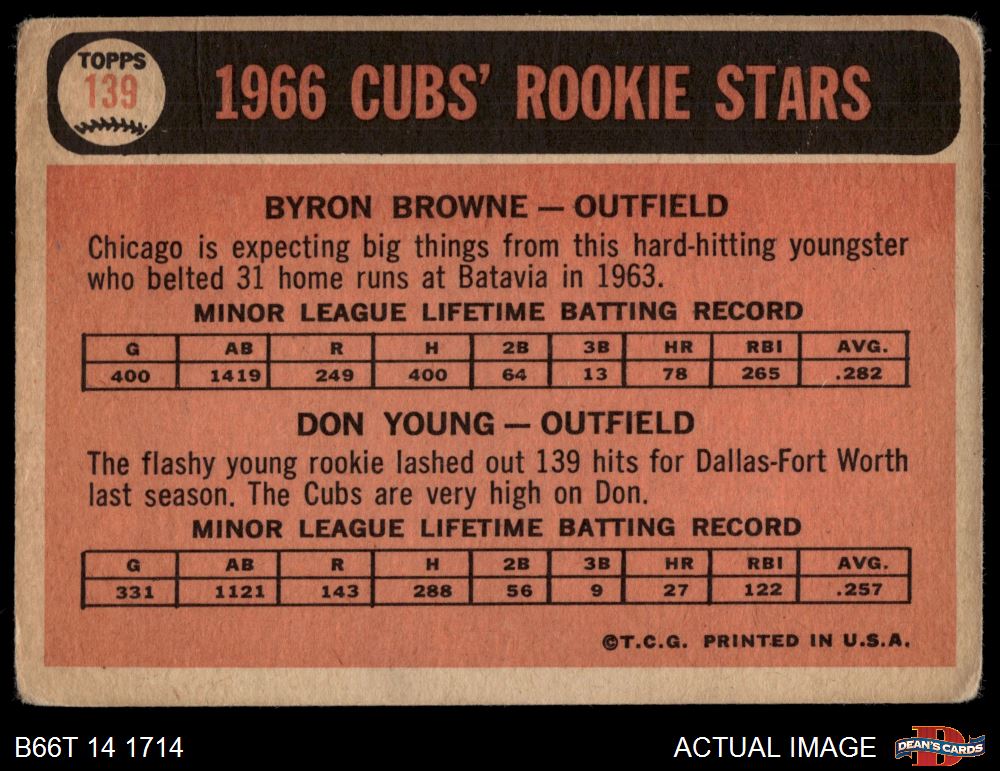 TOPPS
139
1966 CUBS' ROOKIE STARS
BYRON BROWNE — OUTFIELD
Chicago is expecting big things from this hard-hitting youngster
who belted 31 home runs at Batavia in 1963.
MINOR LEAGUE LIFETIME BATTING RECORD
G AB R H 2B 3B HR RBI AVG.
400 1419 249 400 64 13 78 265 .282
DON YOUNG — OUTFIELD
The flashy young rookie lashed out 139 hits for Dallas-Fort Worth
last season. The Cubs are very high on Don.
MINOR LEAGUE LIFETIME BATTING RECORD
G AB R H 2B 3B HR RBI AVG.
331 1121 143 288 56 9 27 122 .257
©T.C.G. PRINTED IN U.S.A.
B66T 14 1714
ACTUAL IMAGE
D
DEAN'S CARDS